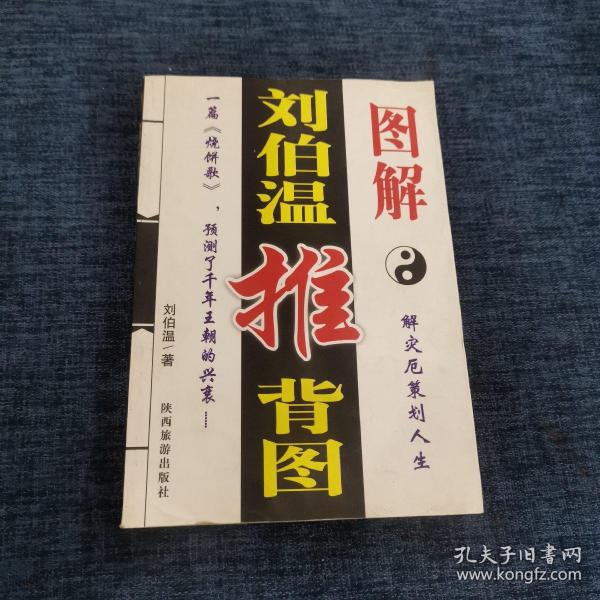 图解
解灾厄策划人生
刘伯温推背图
一篇《烧饼歌》，预测了千年王朝的兴衰……
刘伯温/著
陕西旅游出版社
孔夫子旧书网
www.kongfz.com